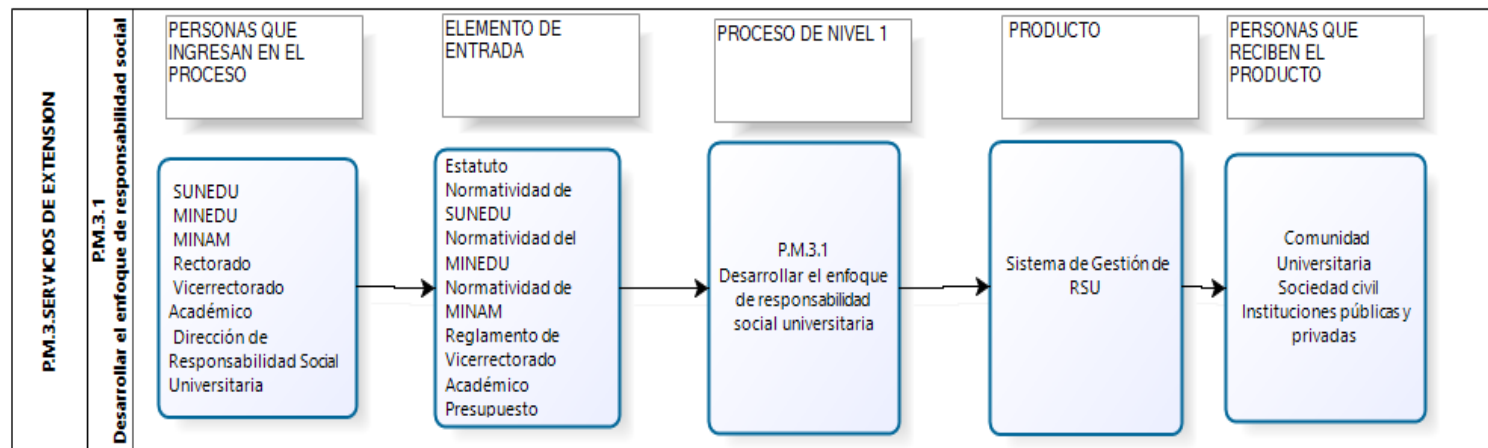 P.M.3.SERVICIOS DE EXTENSION
P.M.3.1
Desarrollar el enfoque de responsabilidad social
PERSONAS QUE
INGRESAN EN EL
PROCESO
ELEMENTO DE
ENTRADA
PROCESO DE NIVEL 1
PRODUCTO
PERSONAS QUE
RECIBEN EL
PRODUCTO
SUNEDU
MINEDU
MINAM
Rectorado
Vicerrectorado
Académico
Dirección de
Responsabilidad Social
Universitaria
Estatuto
Normatividad de
SUNEDU
Normatividad del
MINEDU
Normatividad de
MINAM
Reglamento de
Vicerrectorado
Académico
Presupuesto
P.M.3.1
Desarrollar el enfoque
de responsabilidad
social universitaria
Sistema de Gestión de
RSU
Comunidad
Universitaria
Sociedad civil
Instituciones públicas y
privadas